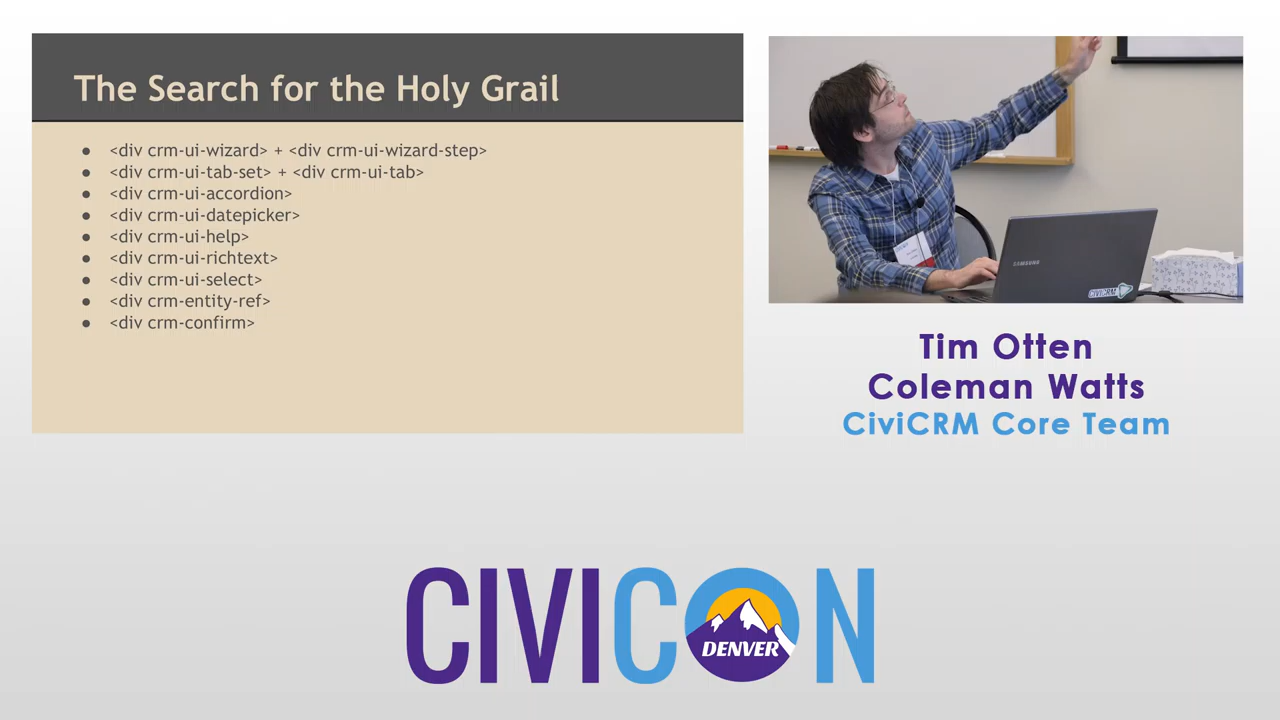 The Search for the Holy Grail
● <div crm-ui-wizard> + <div crm-ui-wizard-step>
● <div crm-ui-tab-set> + <div crm-ui-tab>
● <div crm-ui-accordion>
● <div crm-ui-datepicker>
● <div crm-ui-help>
● <div crm-ui-richtext>
● <div crm-ui-select>
● <div crm-entity-ref>
● <div crm-confirm>
SAMSUNG
CIVICRM
Tim Otten
Coleman Watts
CiviCRM Core Team
CIVICON
DENVER